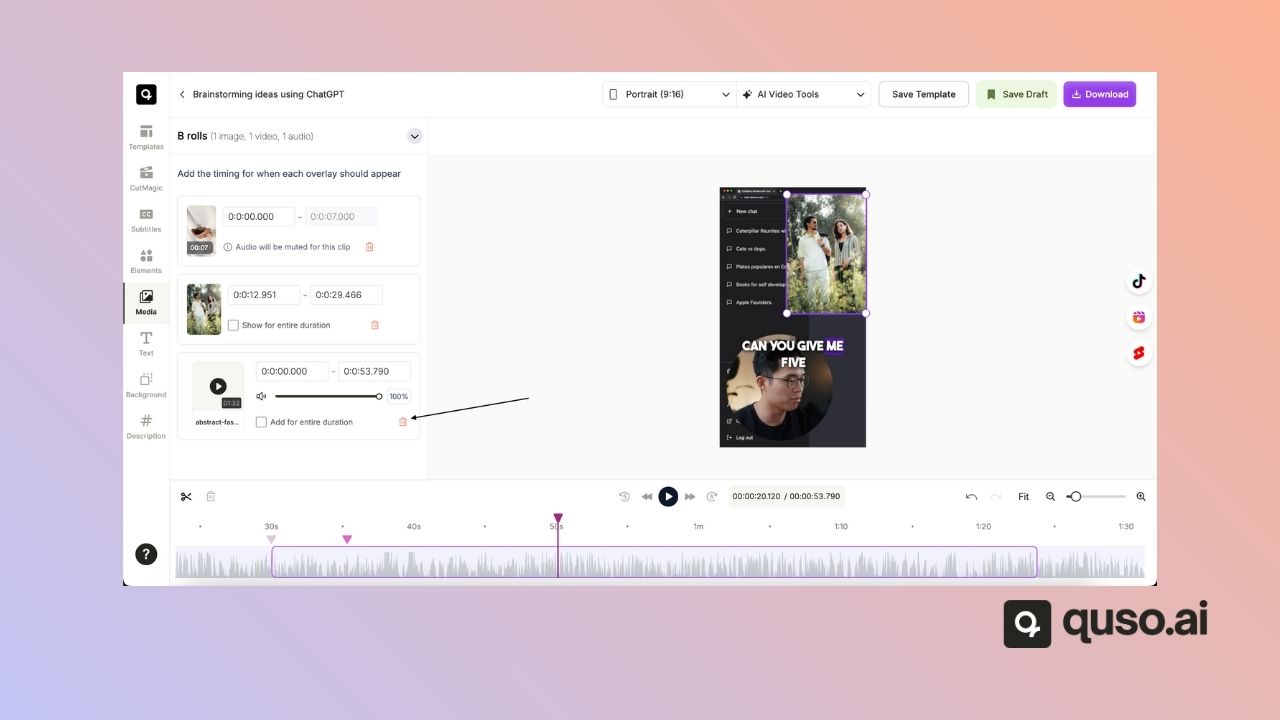 Brainstorming ideas using ChatGPT
Portrait (9:16)
AI Video Tools
Save Template
Save Draft
Download
Templates
CutMagic
Subtitles
Elements
Media
Text
Background
Description
B rolls (1 image, 1 video, 1 audio)
Add the timing for when each overlay should appear
00:07
0:0:00.000 - 0:0:07.000
Audio will be muted for this clip
0:0:12.951 - 0:0:29.466
Show for entire duration
01:32
abstract-fas...
0:0:00.000 - 0:0:53.790
100%
Add for entire duration
New chat
Caterpillar Reunites
Cats vs dogs.
Platos populares en
Books for self
Apple Founders.
CAN YOU GIVE ME
FIVE
Log out
00:00:20.120 / 00:00:53.790
Fit
30s 40s 50s 1m 1:10 1:20 1:30
?
quso.ai